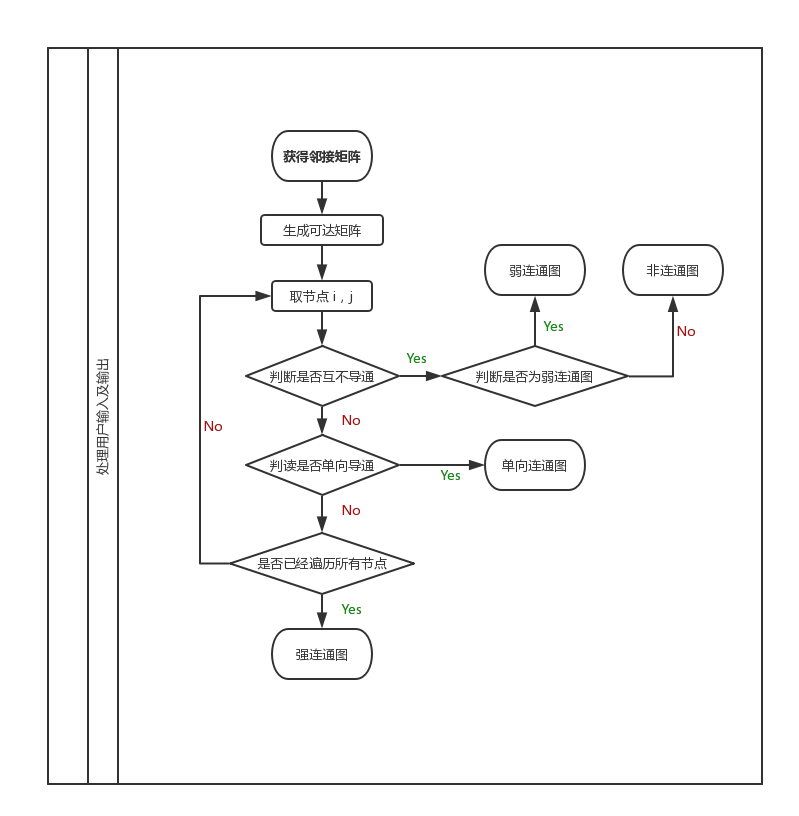 处理用户输入及输出
获得邻接矩阵
生成可达矩阵
取节点 i , j
弱连通图
非连通图
Yes
No
判断是否互不导通
Yes
判断是否为弱连通图
No
No
判读是否单向导通
Yes
单向连通图
No
是否已经遍历所有节点
Yes
强连通图